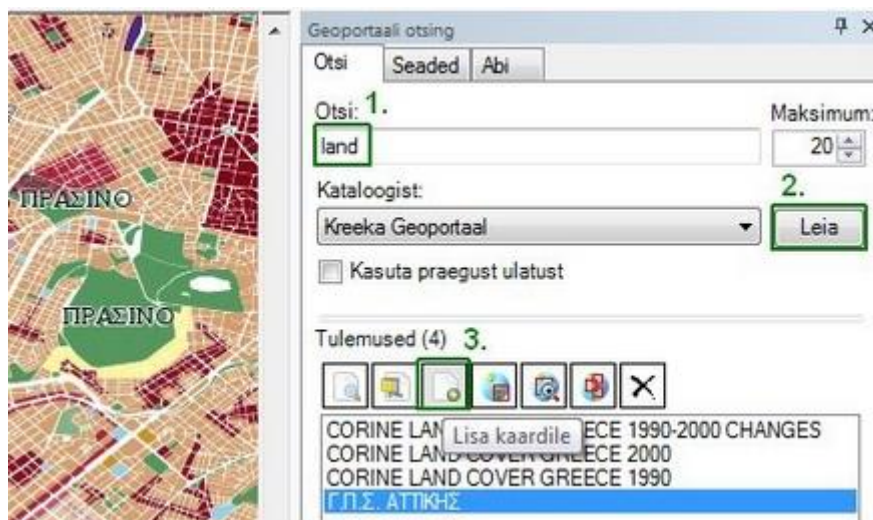 ΠΡΑΣΙΝΟ
ΠΡΑΣΙΝΟ
Geoportaali otsing
Otsi Seaded Abi
Otsi: 1. Maksimum:
land 20
Kataloogist: 2.
Kreeka Geoportaal Leia
Kasuta praegust ulatust
Tulemused (4) 3.
Lisa kaardile
CORINE LAN ECE 1990-2000 CHANGES
CORINE LAND COVER GREECE 2000
CORINE LAND COVER GREECE 1990
Γ.Π.Σ. ΑΤΤΙΚΗΣ